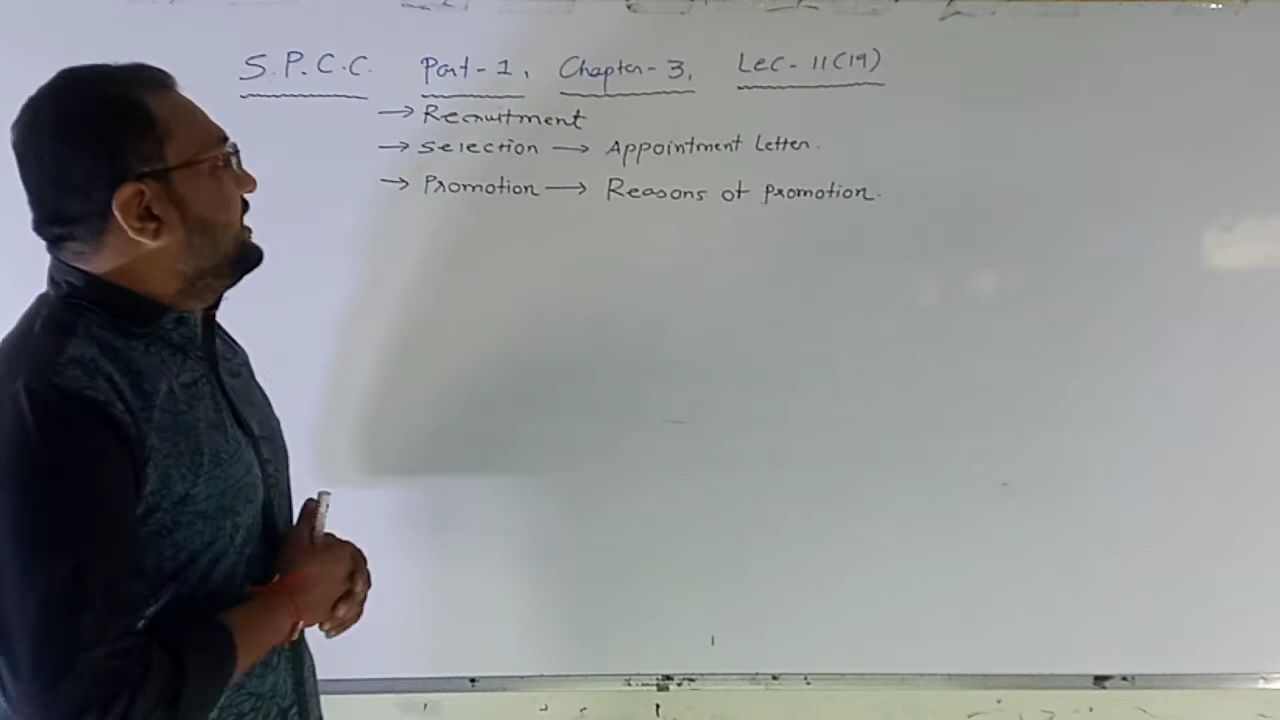 S.P.C.C. Part-1, Chapter-3, Lec-11(19)
→ Recruitment
→ Selection → Appointment Letter.
→ Promotion → Reasons of promotion.